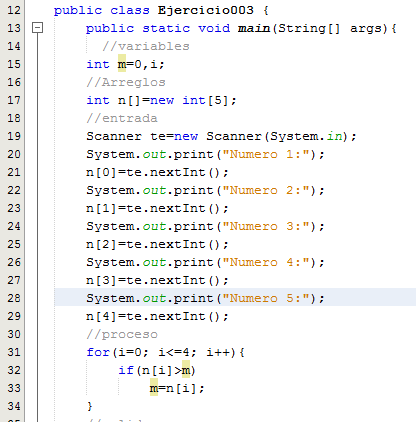 12 public class Ejercicio003 {
13 public static void main(String[] args){
14 //variables
15 int m=0,i;
16 //Arreglos
17 int n[]=new int[5];
18 //entrada
19 Scanner te=new Scanner(System.in);
20 System.out.print("Numero 1:");
21 n[0]=te.nextInt();
22 System.out.print("Numero 2:");
23 n[1]=te.nextInt();
24 System.out.print("Numero 3:");
25 n[2]=te.nextInt();
26 System.out.print("Numero 4:");
27 n[3]=te.nextInt();
28 System.out.print("Numero 5:");
29 n[4]=te.nextInt();
30 //proceso
31 for(i=0; i<=4; i++){
32 if(n[i]>m)
33 m=n[i];
34 }